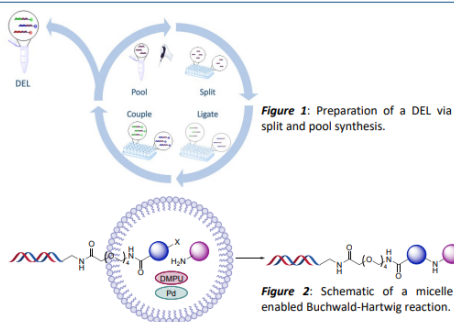 DEL
Pool
Split
Couple
Ligate
Figure 1: Preparation of a DEL via
split and pool synthesis.
O
N
H
(O
)4
H
N
O
X
H2N
DMPU
Pd
O
N
H
(O
)4
H
N
O
H
N
Figure 2: Schematic of a micelle
enabled Buchwald-Hartwig reaction.